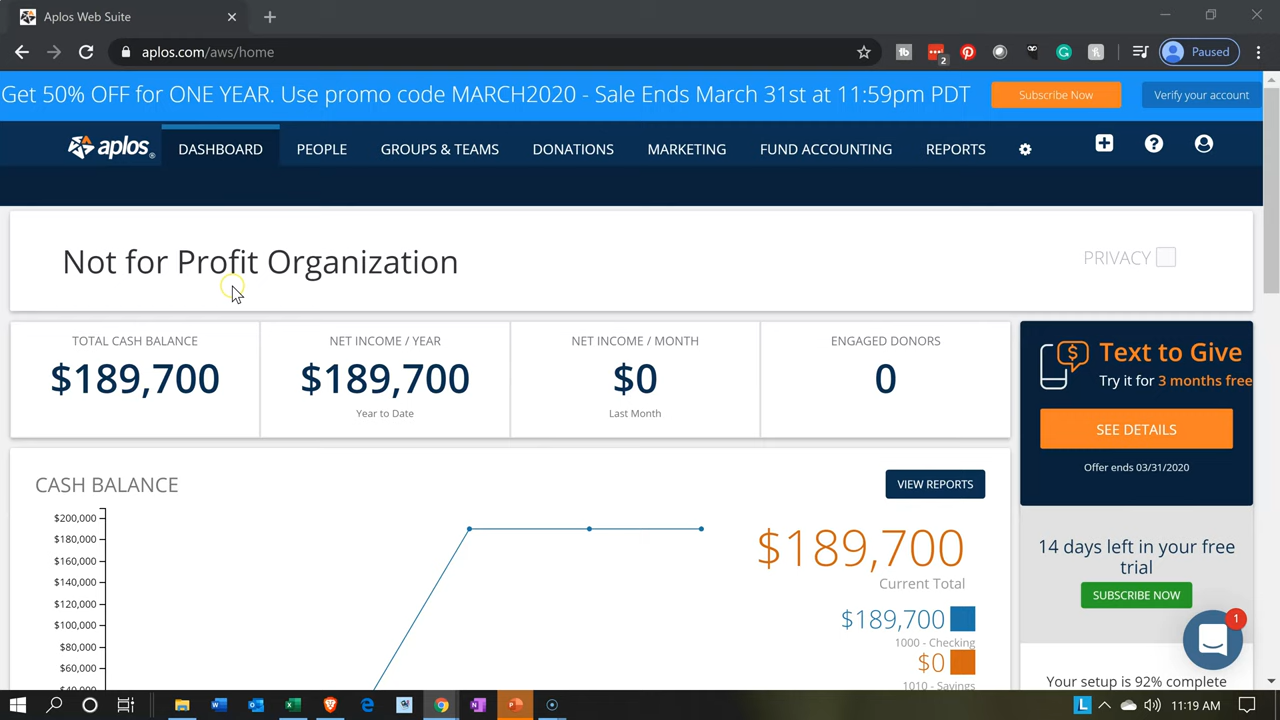 Aplos Web Suite
aplos.com/aws/home
2
Paused
Get 50% OFF for ONE YEAR. Use promo code MARCH2020 - Sale Ends March 31st at 11:59pm PDT
Subscribe Now
Verify your account
aplos
DASHBOARD
PEOPLE
GROUPS & TEAMS
DONATIONS
MARKETING
FUND ACCOUNTING
REPORTS
Not for Profit Organization
PRIVACY
TOTAL CASH BALANCE
$189,700
NET INCOME / YEAR
$189,700
Year to Date
NET INCOME / MONTH
$0
Last Month
ENGAGED DONORS
0
Text to Give
Try it for 3 months free
SEE DETAILS
Offer ends 03/31/2020
CASH BALANCE
VIEW REPORTS
$200,000
$180,000
$160,000
$140,000
$120,000
$100,000
$80,000
$60,000
$40,000
$189,700
Current Total
$189,700
1000 - Checking
$0
1010 - Savings
14 days left in your free
trial
SUBSCRIBE NOW
1
Your setup is 92% complete
11:19 AM